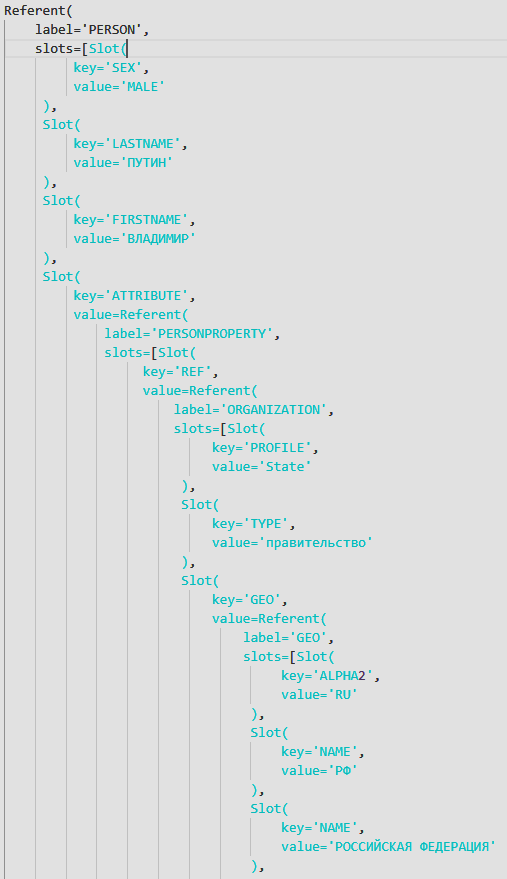 Referent(
label='PERSON',
slots=[Slot(
key='SEX',
value='MALE'
),
Slot(
key='LASTNAME',
value='ПУТИН'
),
Slot(
key='FIRSTNAME',
value='ВЛАДИМИР'
),
Slot(
key='ATTRIBUTE',
value=Referent(
label='PERSONPROPERTY',
slots=[Slot(
key='REF',
value=Referent(
label='ORGANIZATION',
slots=[Slot(
key='PROFILE',
value='State'
),
Slot(
key='TYPE',
value='правительство'
),
Slot(
key='GEO',
value=Referent(
label='GEO',
slots=[Slot(
key='ALPHA2',
value='RU'
),
Slot(
key='NAME',
value='РФ'
),
Slot(
key='NAME',
value='РОССИЙСКАЯ ФЕДЕРАЦИЯ'
),